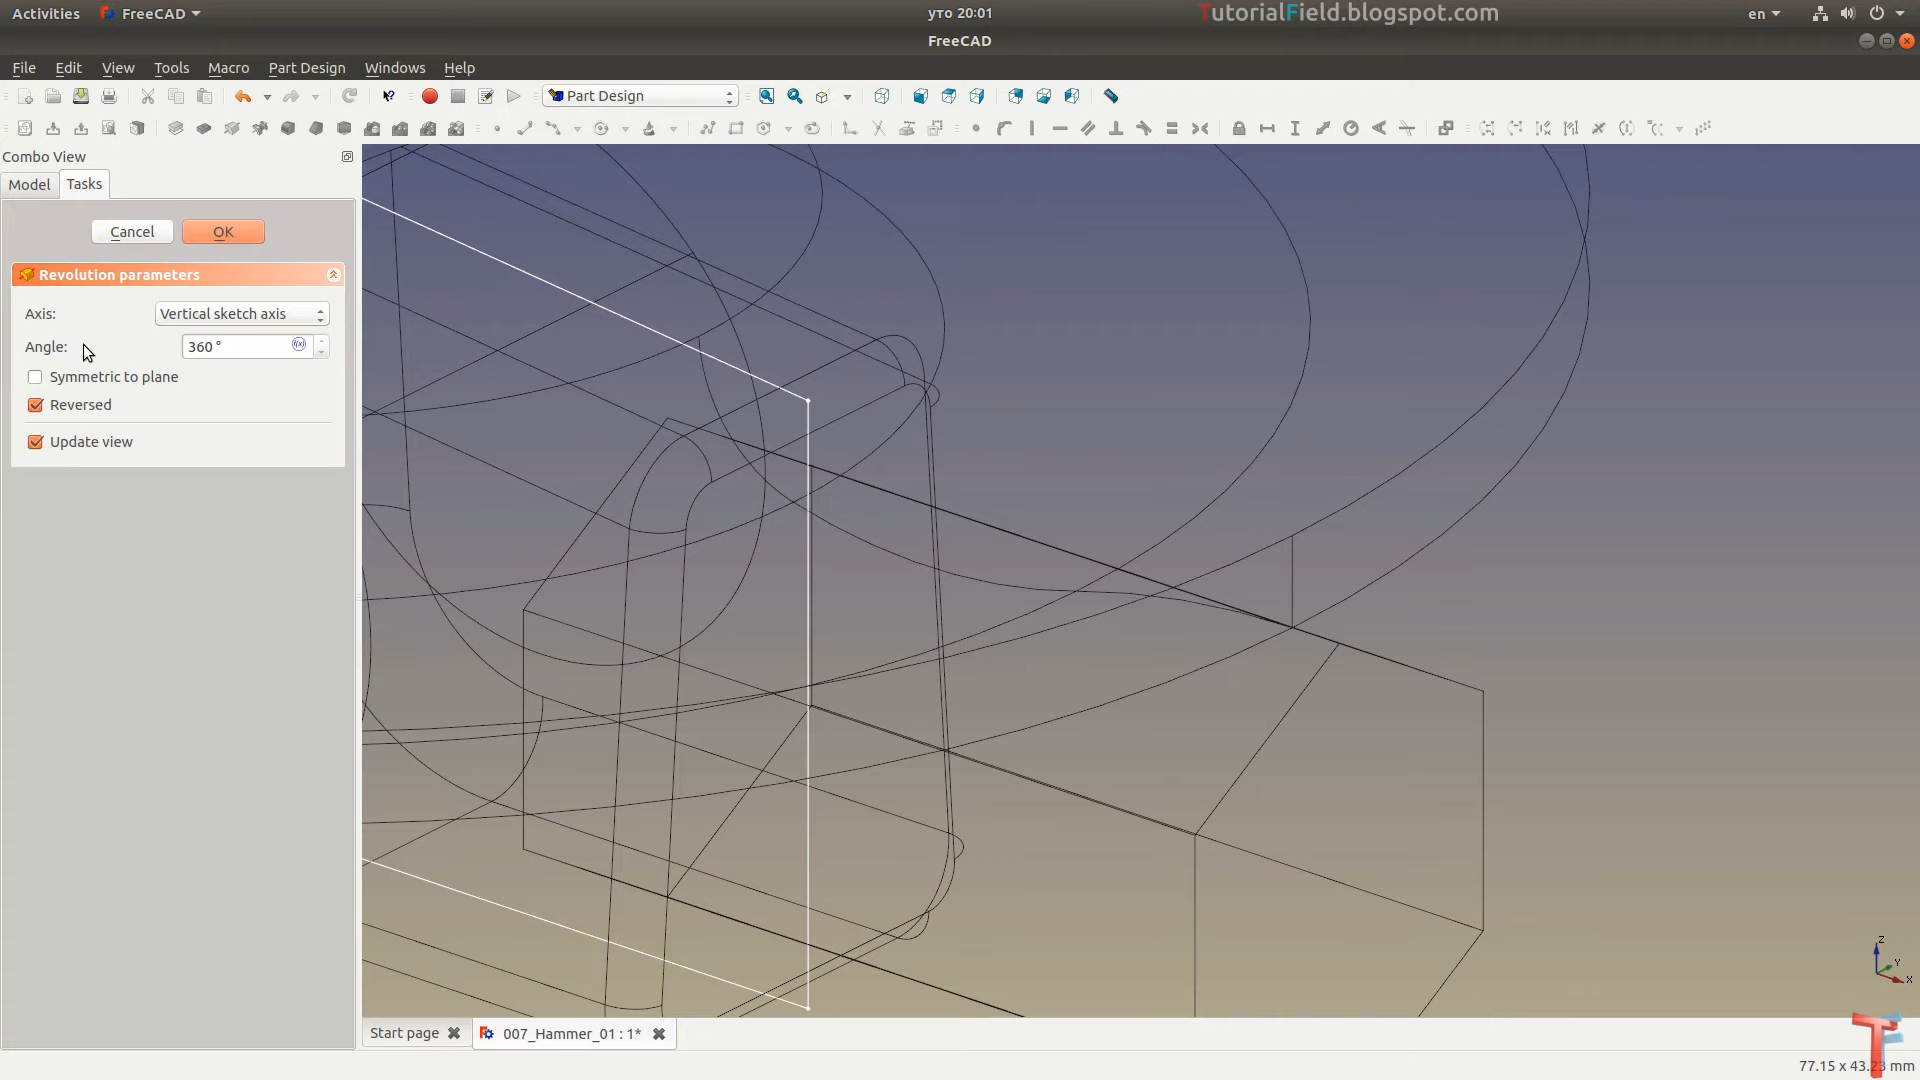 Activities FreeCAD уто 20:01 TutorialField.blogspot.com en
FreeCAD
File Edit View Tools Macro Part Design Windows Help
Part Design
Combo View
Model Tasks
Cancel OK
Revolution parameters
Axis: Vertical sketch axis
Angle: 360 °
Symmetric to plane
Reversed
Update view
Z
Y
X
Start page 007_Hammer_01 : 1*
77.15 x 43.23 mm